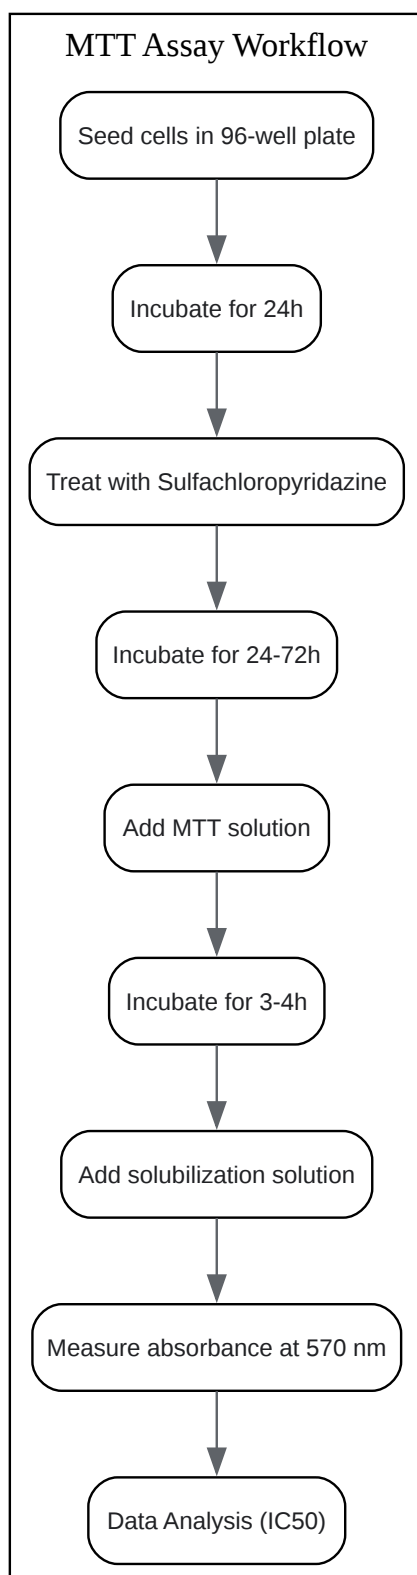 MTT Assay Workflow
Seed cells in 96-well plate
Incubate for 24h
Treat with Sulfachloropyridazine
Incubate for 24-72h
Add MTT solution
Incubate for 3-4h
Add solubilization solution
Measure absorbance at 570 nm
Data Analysis (IC50)